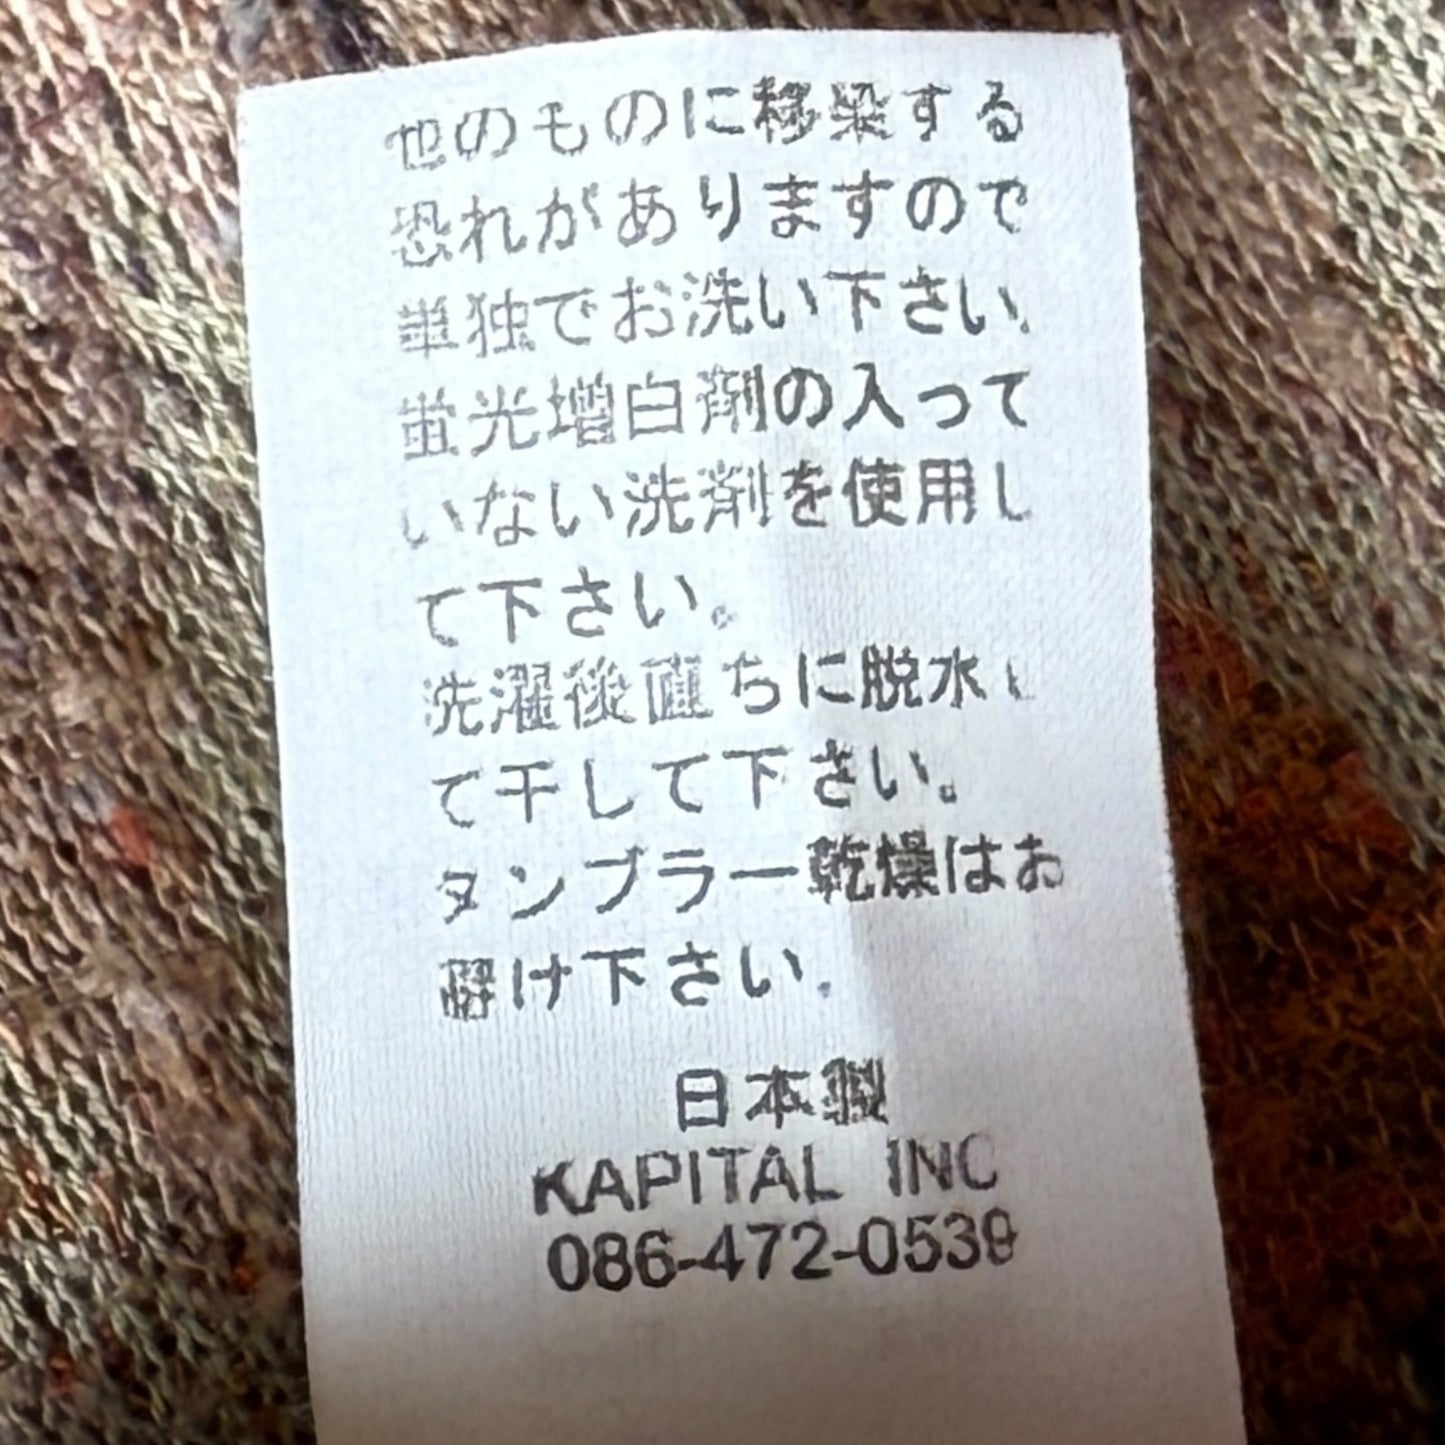 他のものに移染する
恐れがありますので
単独でお洗い下さい。
蛍光増白剤の入って
いない洗剤を使用し
て下さい。
洗濯後直ちに脱水し
て干して下さい。
タンブラー乾燥はお
避け下さい。
日本製
KAPITAL INC
086-472-0539